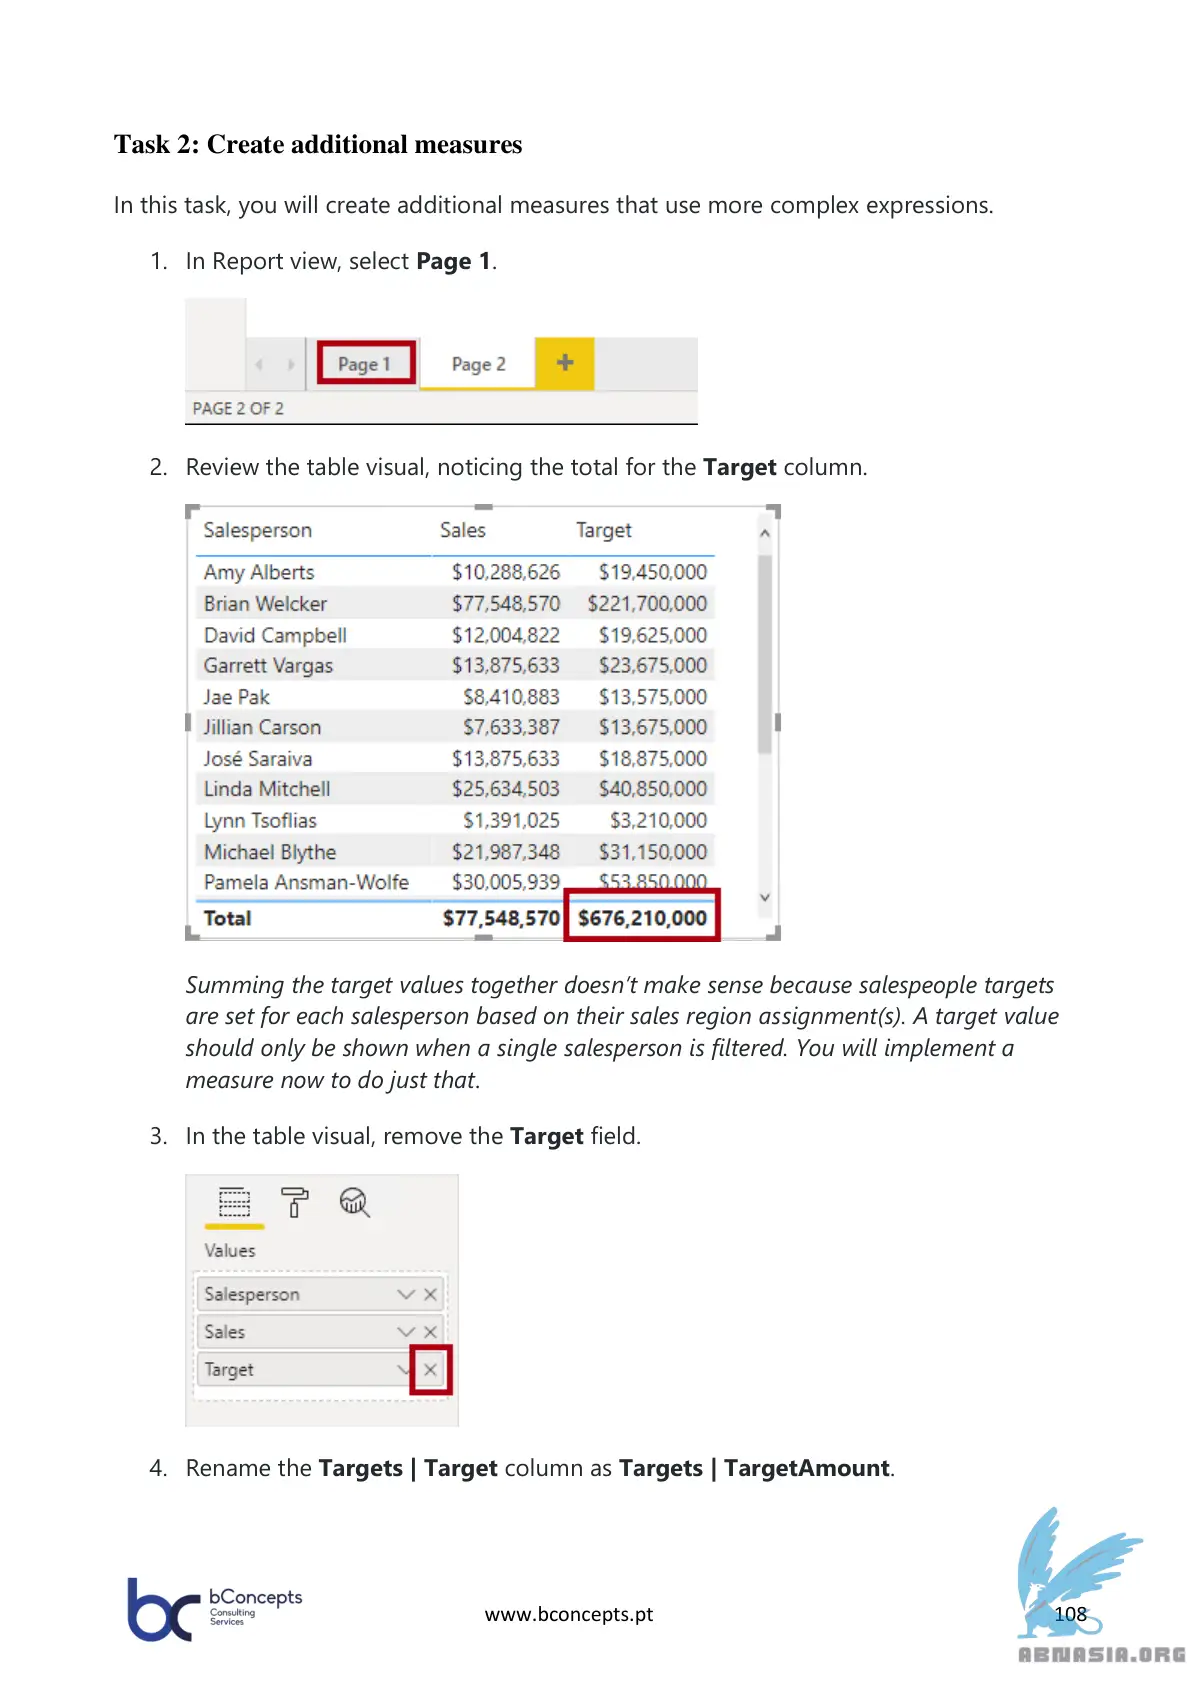 Task 2: Create additional measures
In this task, you will create additional measures that use more complex expressions.
1. In Report view, select Page 1.
Page 1 Page 2 +
PAGE 2 OF 2
2. Review the table visual, noticing the total for the Target column.
Salesperson Sales Target
Amy Alberts $10,288,626 $19,450,000
Brian Welcker $77,548,570 $221,700,000
David Campbell $12,004,822 $19,625,000
Garrett Vargas $13,875,633 $23,675,000
Jae Pak $8,410,883 $13,575,000
Jillian Carson $7,633,387 $13,675,000
José Saraiva $13,875,633 $18,875,000
Linda Mitchell $25,634,503 $40,850,000
Lynn Tsoflias $1,391,025 $3,210,000
Michael Blythe $21,987,348 $31,150,000
Pamela Ansman-Wolfe $30,005,939 $53,850,000
Total $77,548,570 $676,210,000
Summing the target values together doesn’t make sense because salespeople targets
are set for each salesperson based on their sales region assignment(s). A target value
should only be shown when a single salesperson is filtered. You will implement a
measure now to do just that.
3. In the table visual, remove the Target field.
Values
Salesperson
Sales
Target
4. Rename the Targets | Target column as Targets | TargetAmount.
bc bConcepts
Consulting
Services
www.bconcepts.pt
108
ABNASIA.ORG